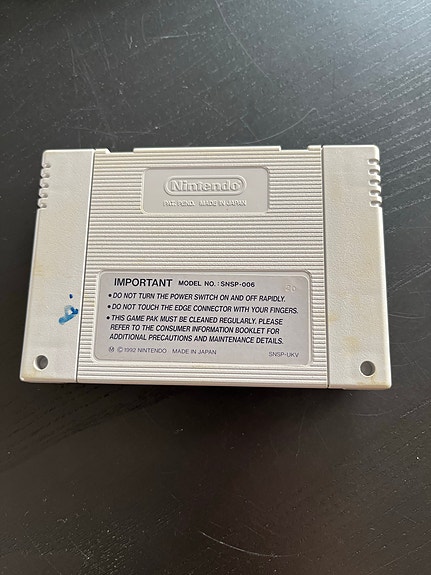 Nintendo®
PAT. PEND. MADE IN JAPAN
IMPORTANT MODEL NO.: SNSP-006
• DO NOT TURN THE POWER SWITCH ON AND OFF RAPIDLY.
• DO NOT TOUCH THE EDGE CONNECTOR WITH YOUR FINGERS.
• THIS GAME PAK MUST BE CLEANED REGULARLY. PLEASE
REFER TO THE CONSUMER INFORMATION BOOKLET FOR
ADDITIONAL PRECAUTIONS AND MAINTENANCE DETAILS.
Ⓜ ©1992 NINTENDO MADE IN JAPAN SNSP-UKV